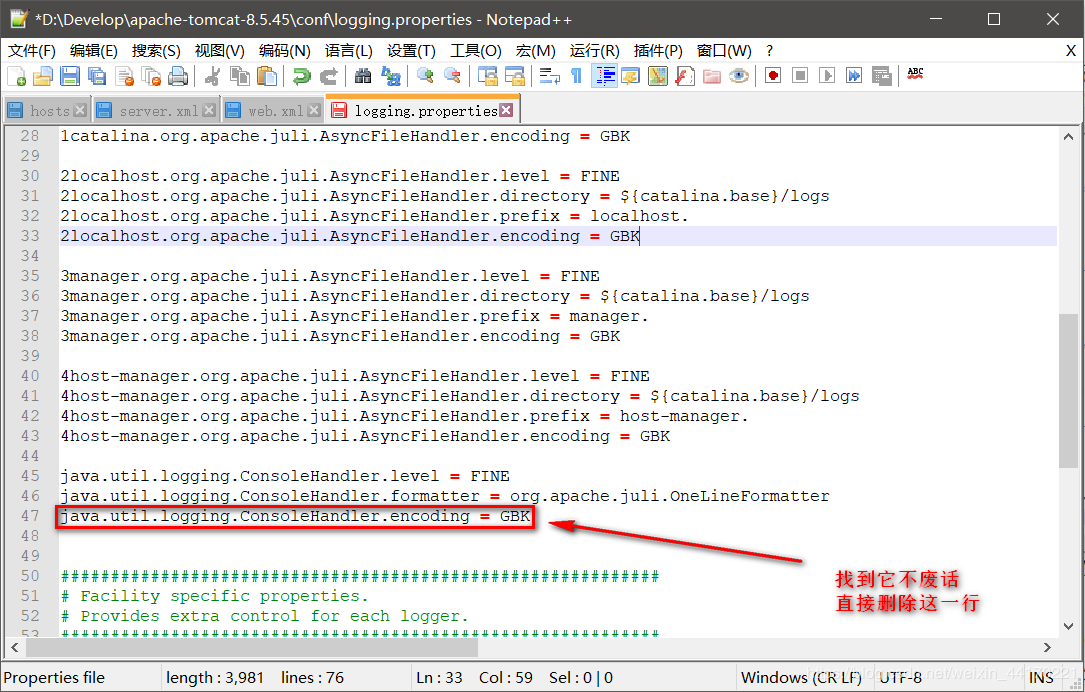 *D:\Develop\apache-tomcat-8.5.45\conf\logging.properties - Notepad++
文件(F) 编辑(E) 搜索(S) 视图(V) 编码(N) 语言(L) 设置(T) 工具(O) 宏(M) 运行(R) 插件(P) 窗口(W) ? X
ABC
hosts server.xml web.xml logging.properties
28 1catalina.org.apache.juli.AsyncFileHandler.encoding = GBK
29
30 2localhost.org.apache.juli.AsyncFileHandler.level = FINE
31 2localhost.org.apache.juli.AsyncFileHandler.directory = ${catalina.base}/logs
32 2localhost.org.apache.juli.AsyncFileHandler.prefix = localhost.
33 2localhost.org.apache.juli.AsyncFileHandler.encoding = GBK
34
35 3manager.org.apache.juli.AsyncFileHandler.level = FINE
36 3manager.org.apache.juli.AsyncFileHandler.directory = ${catalina.base}/logs
37 3manager.org.apache.juli.AsyncFileHandler.prefix = manager.
38 3manager.org.apache.juli.AsyncFileHandler.encoding = GBK
39
40 4host-manager.org.apache.juli.AsyncFileHandler.level = FINE
41 4host-manager.org.apache.juli.AsyncFileHandler.directory = ${catalina.base}/logs
42 4host-manager.org.apache.juli.AsyncFileHandler.prefix = host-manager.
43 4host-manager.org.apache.juli.AsyncFileHandler.encoding = GBK
44
45 java.util.logging.ConsoleHandler.level = FINE
46 java.util.logging.ConsoleHandler.formatter = org.apache.juli.OneLineFormatter
47 java.util.logging.ConsoleHandler.encoding = GBK
48
49
50 ############################################################
51 # Facility specific properties.
52 # Provides extra control for each logger.
53 ############################################################
找到它不废话
直接删除这一行
Properties file length : 3,981 lines : 76 Ln : 33 Col : 59 Sel : 0 | 0 Windows (CR LF) UTF-8 INS